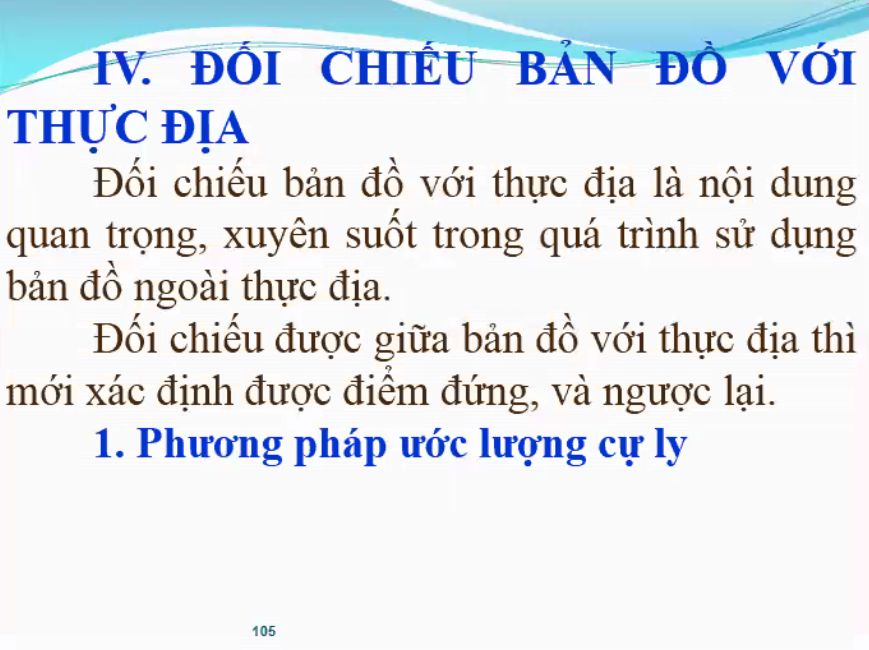 IV. ĐỐI CHIẾU BẢN ĐỒ VỚI
THỰC ĐỊA
Đối chiếu bản đồ với thực địa là nội dung
quan trọng, xuyên suốt trong quá trình sử dụng
bản đồ ngoài thực địa.
Đối chiếu được giữa bản đồ với thực địa thì
mới xác định được điểm đứng, và ngược lại.
1. Phương pháp ước lượng cự ly
105